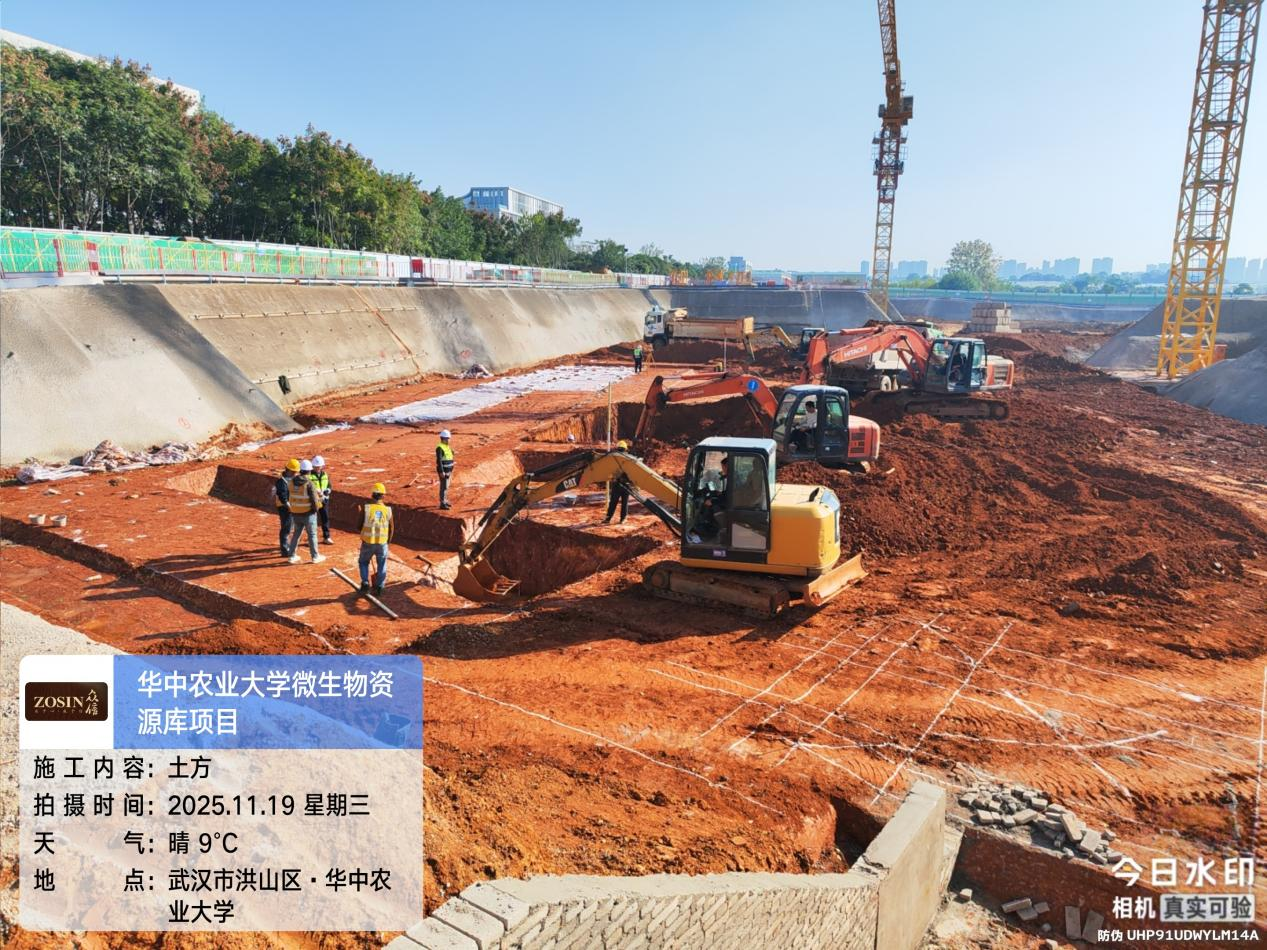 HITACHI
CAT
ZOSIN 众信
华中农业大学微生物资
源库项目
施工内容: 土方
拍摄时间: 2025.11.19 星期三
天气: 晴 9°C
地点: 武汉市洪山区·华中农
业大学
今日水印
相机 真实可验
防伪 UHP91UDWYLM14A